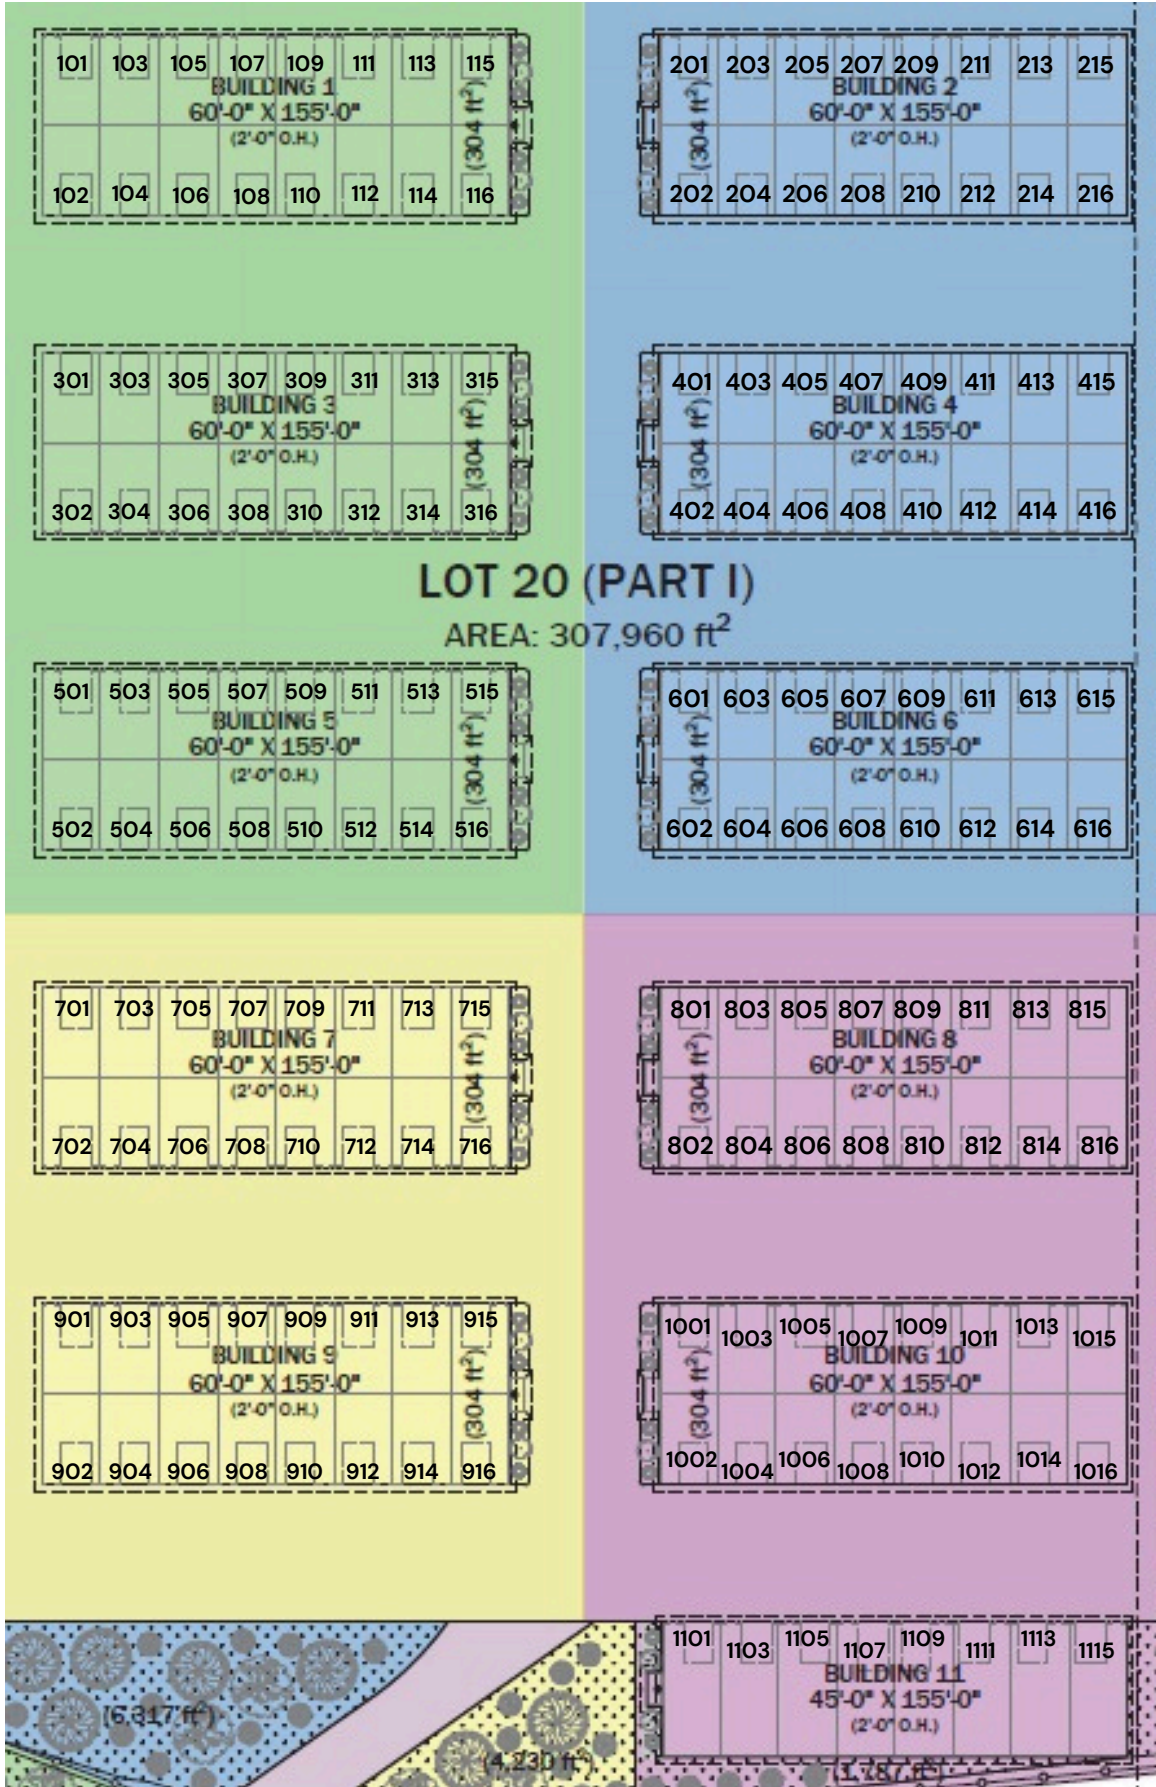 101 103 105 107 109 111 113 115
BUILDING 1
60'-0" X 155'-0"
(2'-0" O.H.)
(304 ft²)
102 104 106 108 110 112 114 116
201 203 205 207 209 211 213 215
BUILDING 2
60'-0" X 155'-0"
(2'-0" O.H.)
(304 ft²)
202 204 206 208 210 212 214 216
301 303 305 307 309 311 313 315
BUILDING 3
60'-0" X 155'-0"
(2'-0" O.H.)
(304 ft²)
302 304 306 308 310 312 314 316
401 403 405 407 409 411 413 415
BUILDING 4
60'-0" X 155'-0"
(2'-0" O.H.)
(304 ft²)
402 404 406 408 410 412 414 416
LOT 20 (PART I)
AREA: 307,960 ft²
501 503 505 507 509 511 513 515
BUILDING 5
60'-0" X 155'-0"
(2'-0" O.H.)
(304 ft²)
502 504 506 508 510 512 514 516
601 603 605 607 609 611 613 615
BUILDING 6
60'-0" X 155'-0"
(2'-0" O.H.)
(304 ft²)
602 604 606 608 610 612 614 616
701 703 705 707 709 711 713 715
BUILDING 7
60'-0" X 155'-0"
(2'-0" O.H.)
(304 ft²)
702 704 706 708 710 712 714 716
801 803 805 807 809 811 813 815
BUILDING 8
60'-0" X 155'-0"
(2'-0" O.H.)
(304 ft²)
802 804 806 808 810 812 814 816
901 903 905 907 909 911 913 915
BUILDING 9
60'-0" X 155'-0"
(2'-0" O.H.)
(304 ft²)
902 904 906 908 910 912 914 916
1001 1003 1005 1007 1009 1011 1013 1015
BUILDING 10
60'-0" X 155'-0"
(2'-0" O.H.)
(304 ft²)
1002 1004 1006 1008 1010 1012 1014 1016
1101 1103 1105 1107 1109 1111 1113 1115
BUILDING 11
45'-0" X 155'-0"
(2'-0" O.H.)
(6,317 ft²)
(4,230 ft²)
(1,787 ft²)